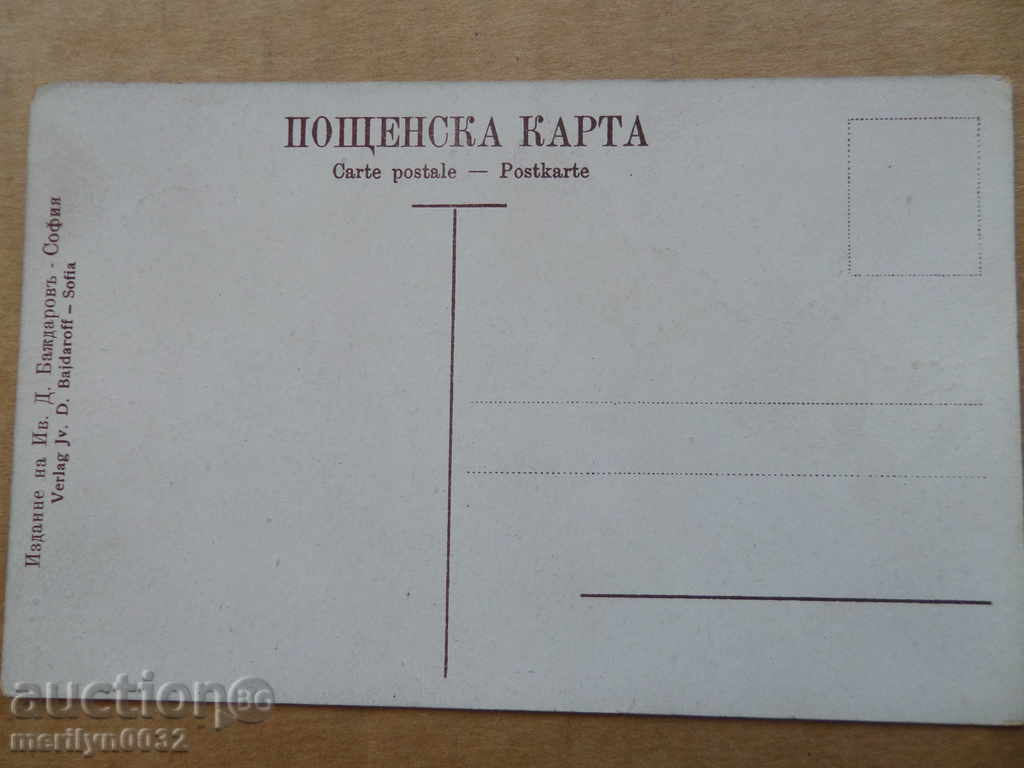 ПОЩЕНСКА КАРТА
Carte postale — Postkarte
Издание на Ив. Д. Баждаровъ - София
Verlag Jv. D. Bajdaroff – Sofia
auction BG
merilyn0032